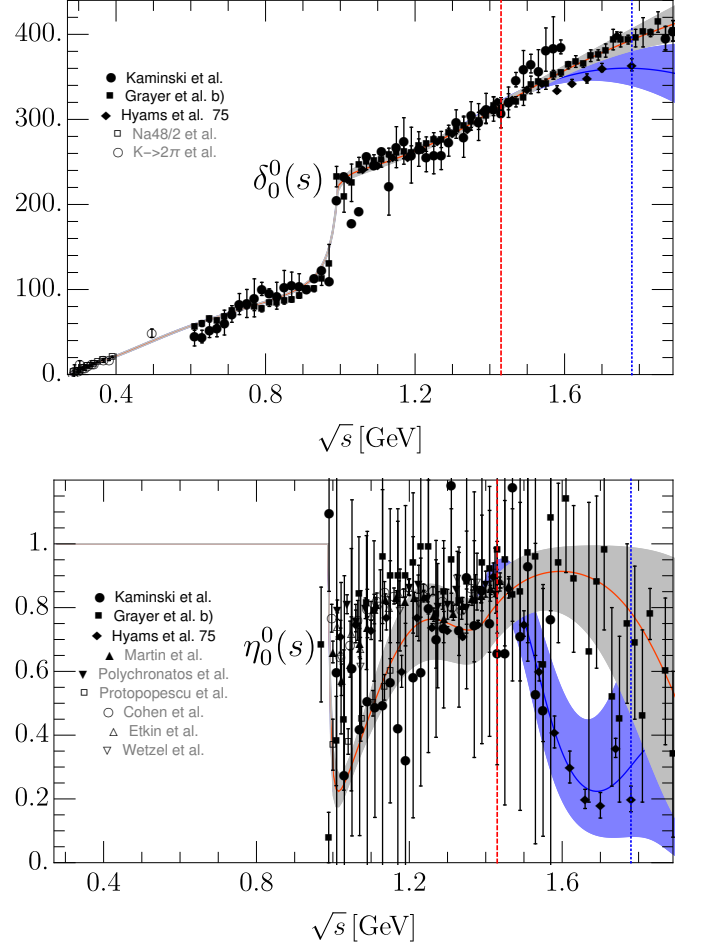 400.
300.
200.
100.
0.
Kaminski et al.
Grayer et al. b)
Hyams et al. 75
Na48/2 et al.
K->2π et al.
δ₀⁰(s)
0.4 0.8 1.2 1.6
√s [GeV]
1.
0.8
0.6
0.4
0.2
0.
Kaminski et al.
Grayer et al. b)
Hyams et al. 75
Martin et al.
Polychronatos et al.
Protopopescu et al.
Cohen et al.
Etkin et al.
Wetzel et al.
η₀⁰(s)
0.4 0.8 1.2 1.6
√s [GeV]